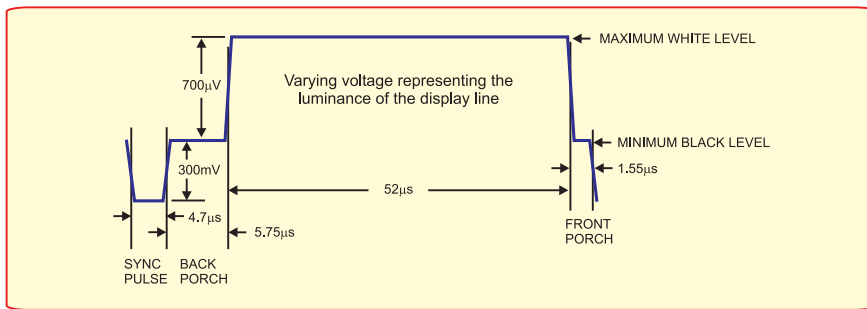 MAXIMUM WHITE LEVEL
700μV
Varying voltage representing the
luminance of the display line
MINIMUM BLACK LEVEL
300mV
1.55μs
52μs
4.7μs
FRONT
PORCH
5.75μs
SYNC
PULSE
BACK
PORCH